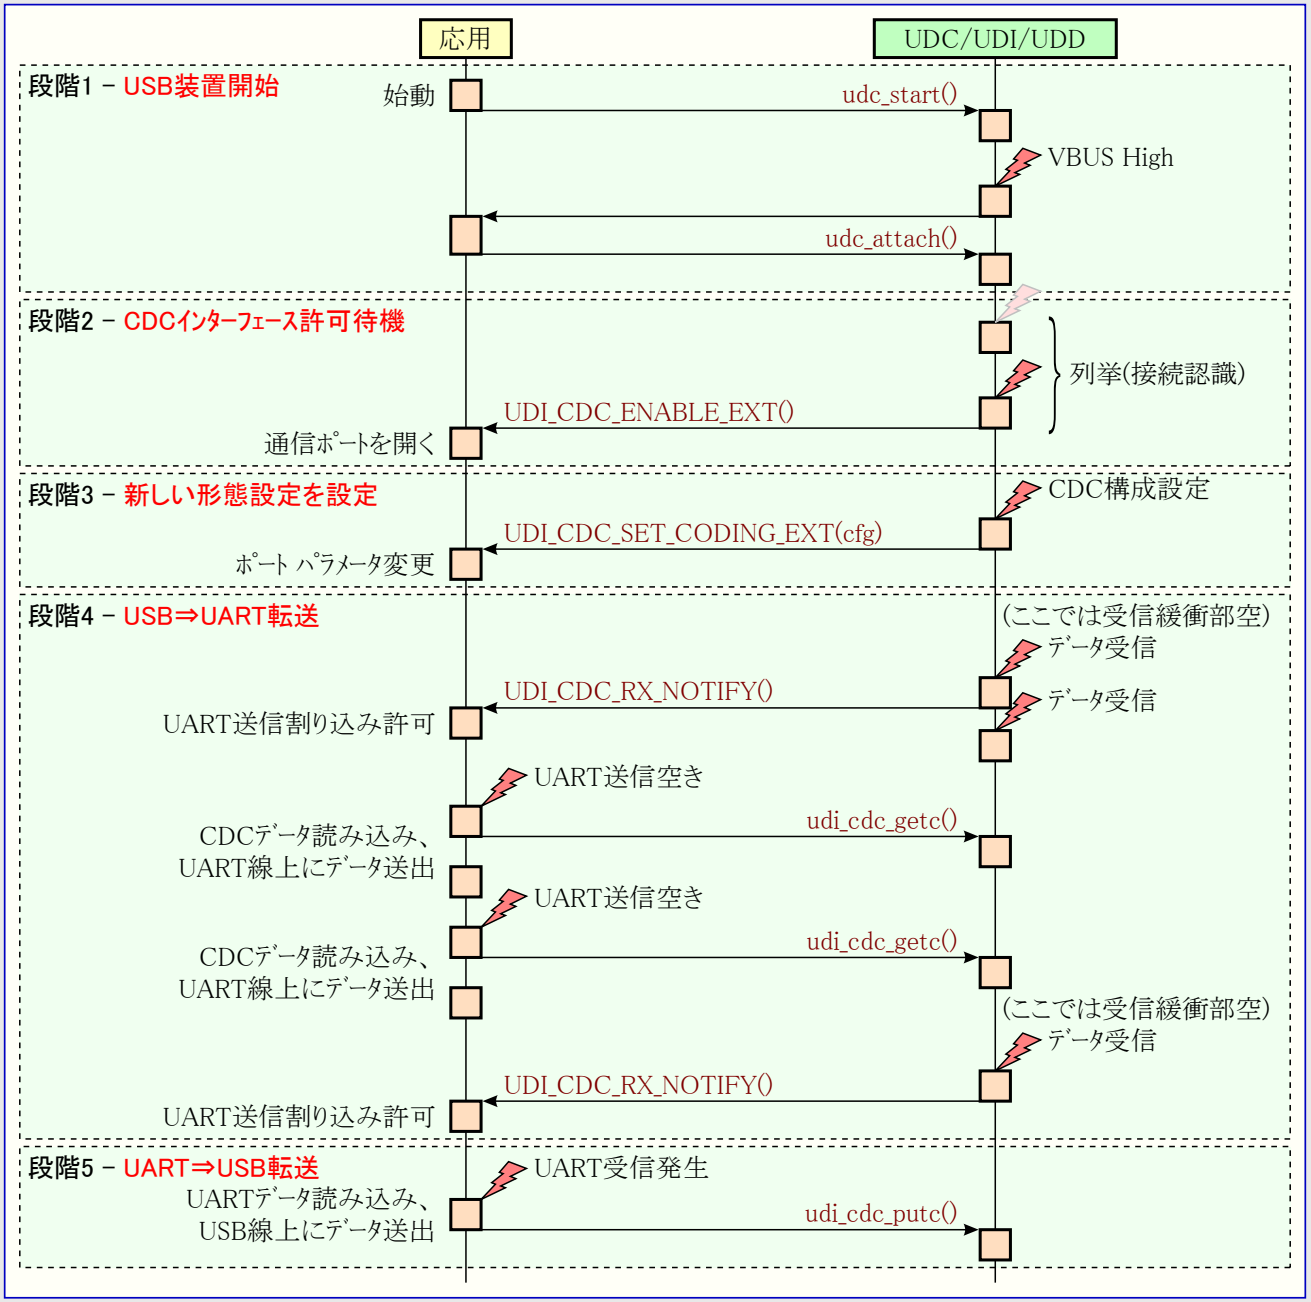 応用
UDC/UDI/UDD
段階1 - USB装置開始
始動
udc_start()
VBUS High
udc_attach()
段階2 - CDCインターフェース許可待機
列挙(接続認識)
UDI_CDC_ENABLE_EXT()
通信ポートを開く
段階3 - 新しい形態設定を設定
CDC構成設定
UDI_CDC_SET_CODING_EXT(cfg)
ポート パラメータ変更
段階4 - USB⇒UART転送
(ここでは受信緩衝部空)
データ受信
UDI_CDC_RX_NOTIFY()
データ受信
UART送信割り込み許可
UART送信空き
udi_cdc_getc()
CDCデータ読み込み、
UART線上にデータ送出
UART送信空き
udi_cdc_getc()
CDCデータ読み込み、
UART線上にデータ送出
(ここでは受信緩衝部空)
データ受信
UDI_CDC_RX_NOTIFY()
UART送信割り込み許可
段階5 - UART⇒USB転送
UART受信発生
UARTデータ読み込み、
USB線上にデータ送出
udi_cdc_putc()